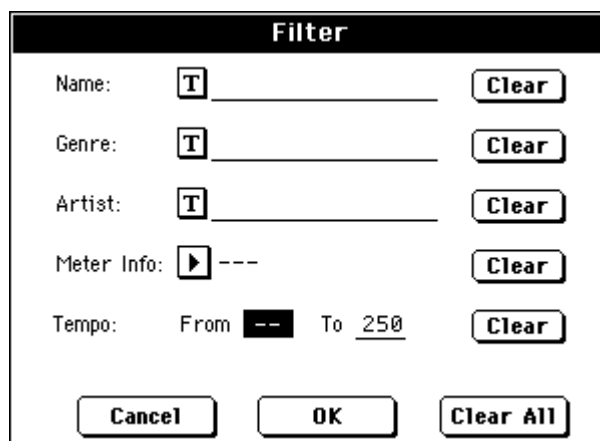 Filter
Name: T Clear
Genre: T Clear
Artist: T Clear
Meter Info: --- Clear
Tempo: From -- To 250 Clear
Cancel OK Clear All